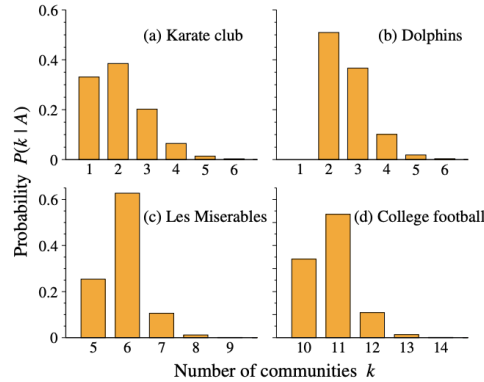 Probability P(k | A)
0.6
0.4
0.2
0
(a) Karate club
1 2 3 4 5 6
(b) Dolphins
1 2 3 4 5 6
0.6
0.4
0.2
0
(c) Les Miserables
5 6 7 8 9
(d) College football
10 11 12 13 14
Number of communities k